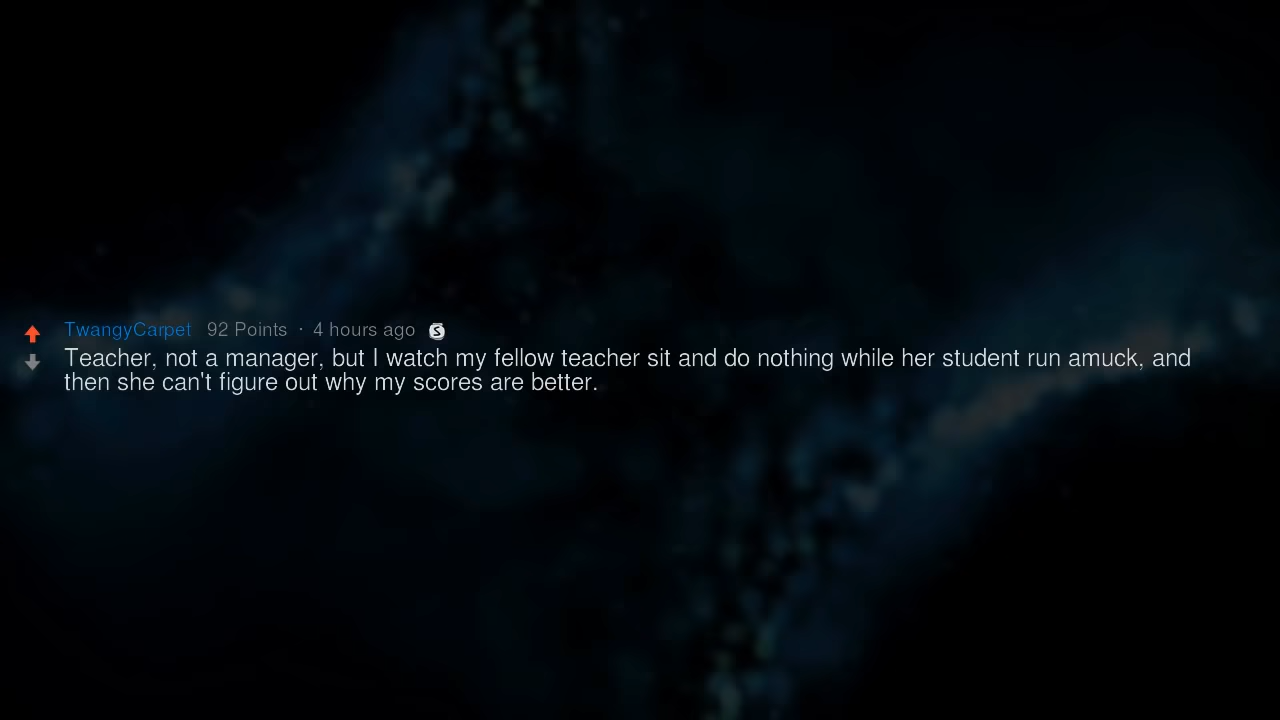 TwangyCarpet 92 Points · 4 hours ago S
Teacher, not a manager, but I watch my fellow teacher sit and do nothing while her student run amuck, and
then she can't figure out why my scores are better.